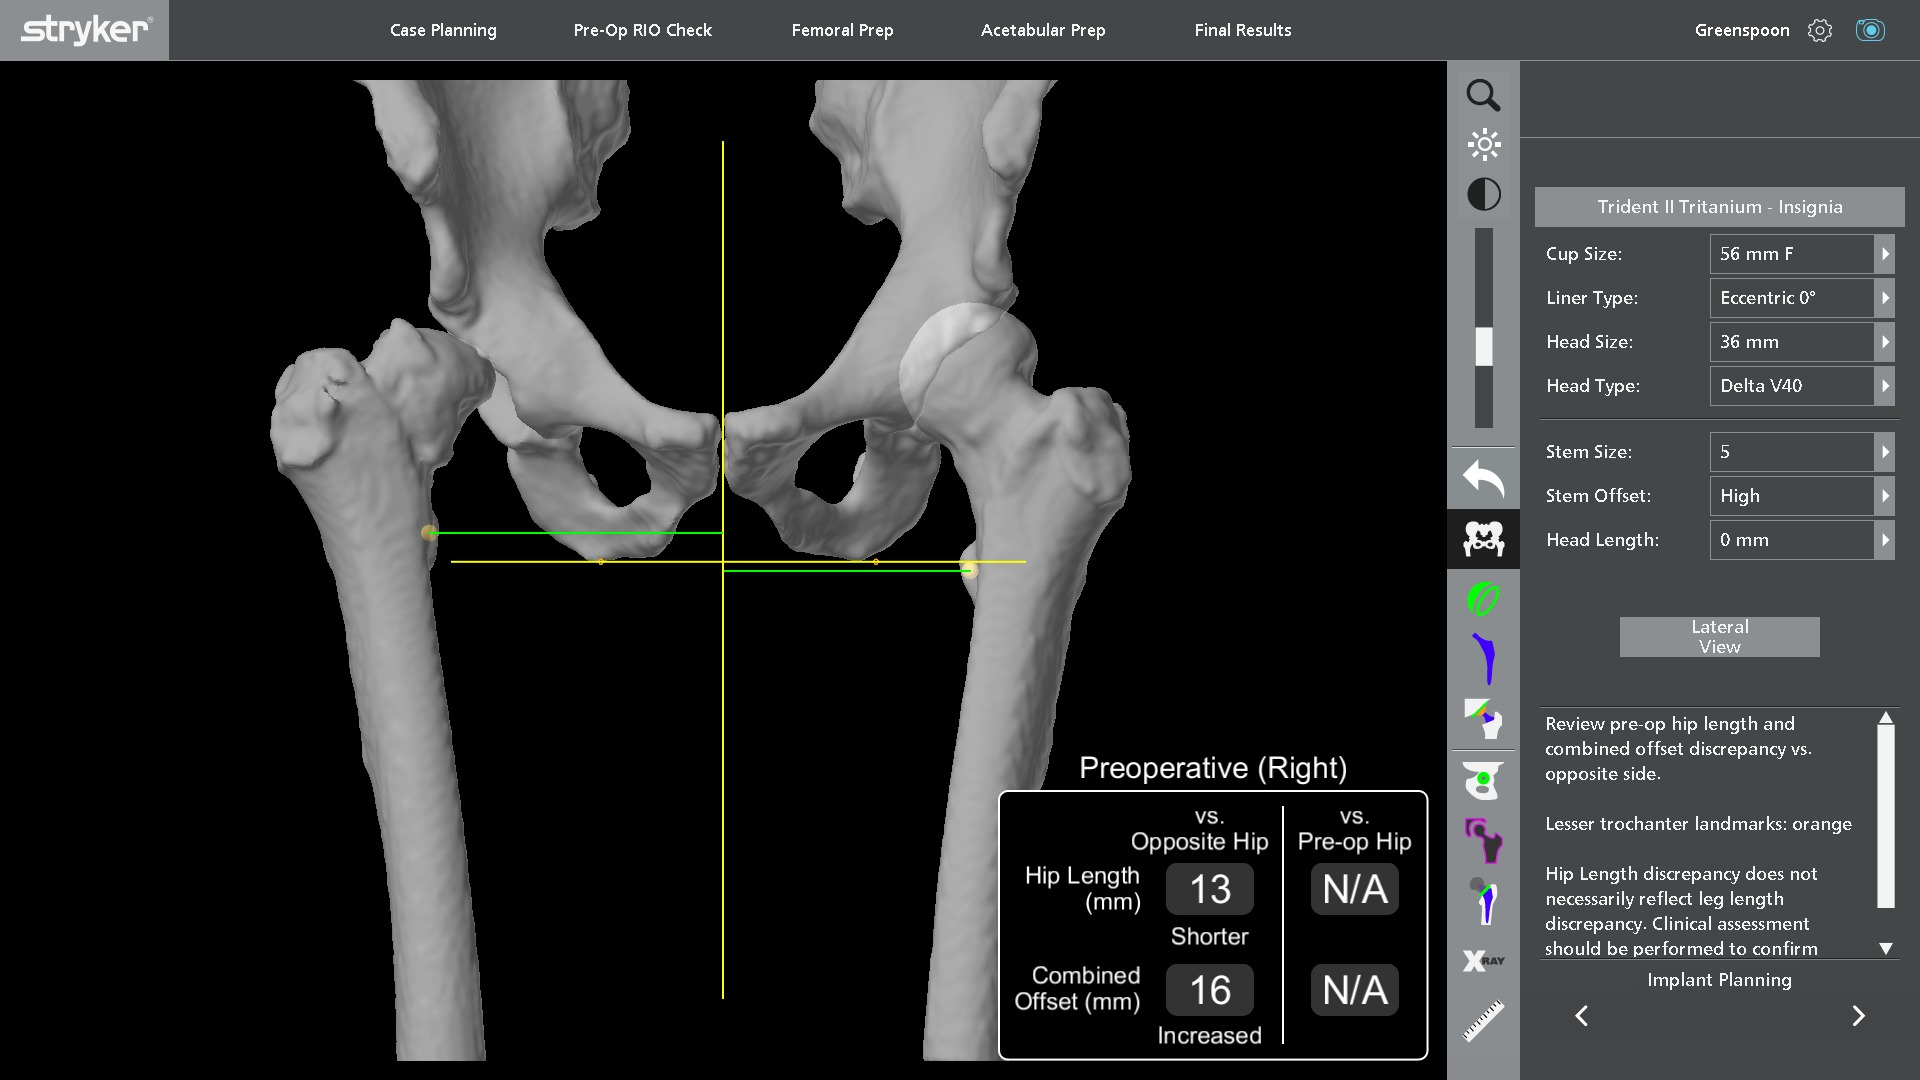 stryker®
Case Planning
Pre-Op RIO Check
Femoral Prep
Acetabular Prep
Final Results
Greenspoon
Trident II Tritanium - Insignia
Cup Size: 56 mm F
Liner Type: Eccentric 0°
Head Size: 36 mm
Head Type: Delta V40
Stem Size: 5
Stem Offset: High
Head Length: 0 mm
Lateral
View
XRAY
Review pre-op hip length and
combined offset discrepancy vs.
opposite side.
Lesser trochanter landmarks: orange
Hip Length discrepancy does not
necessarily reflect leg length
discrepancy. Clinical assessment
should be performed to confirm
Implant Planning
Preoperative (Right)
vs.
Opposite Hip
vs.
Pre-op Hip
Hip Length
(mm)
13
N/A
Shorter
Combined
Offset (mm)
16
N/A
Increased